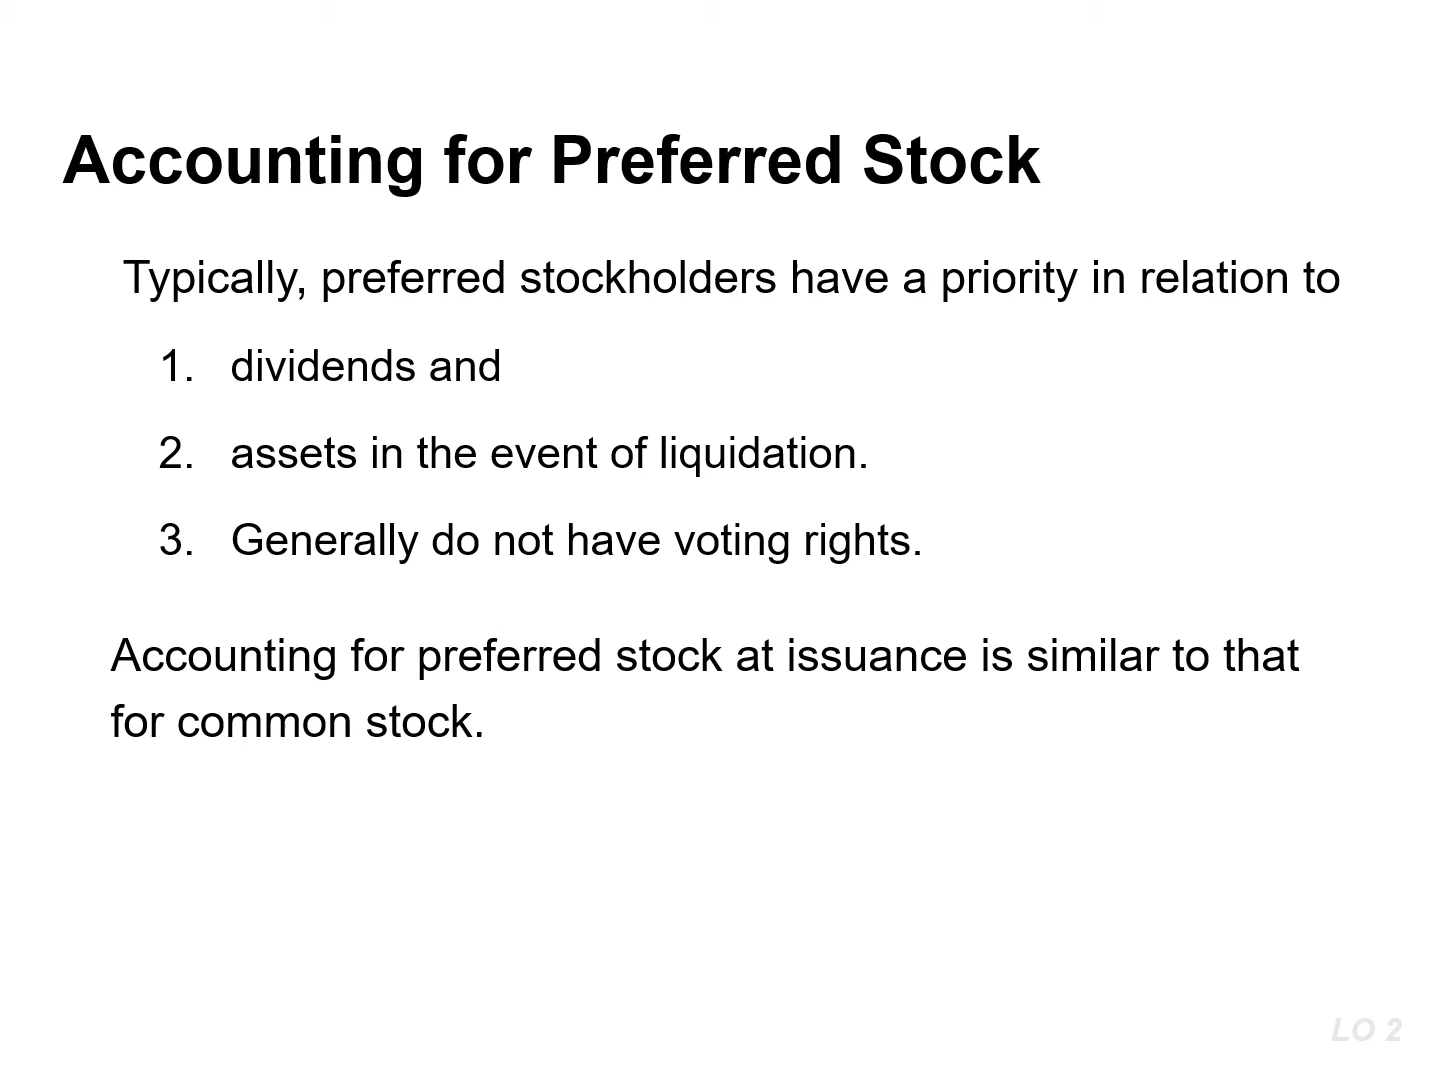 Accounting for Preferred Stock
Typically, preferred stockholders have a priority in relation to
1. dividends and
2. assets in the event of liquidation.
3. Generally do not have voting rights.
Accounting for preferred stock at issuance is similar to that
for common stock.
LO 2